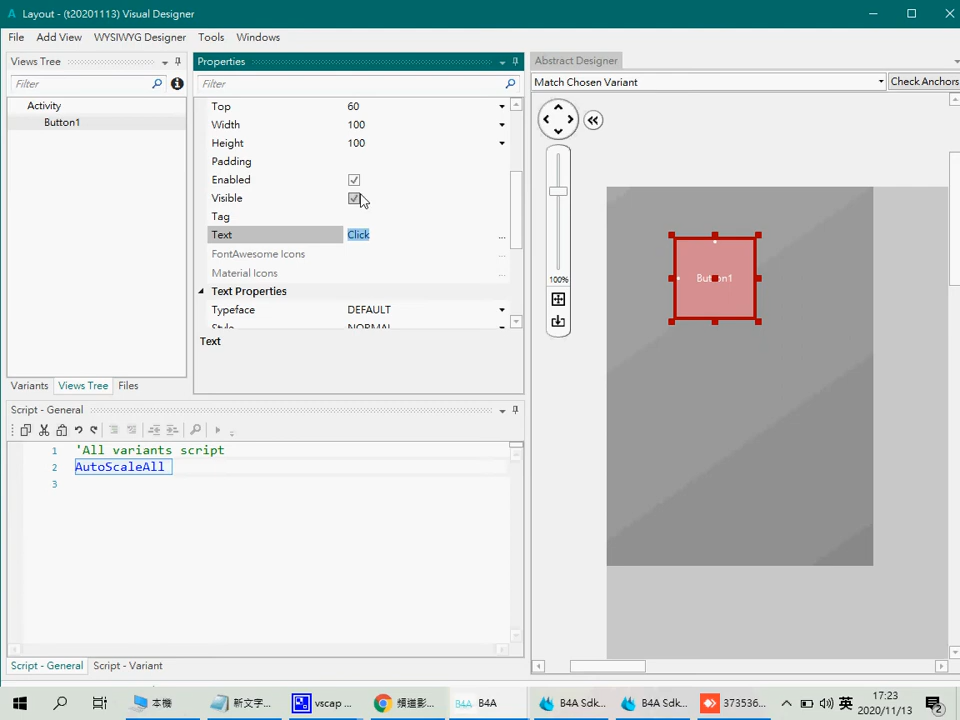 Layout - (t20201113) Visual Designer
File Add View WYSIWYG Designer Tools Windows
Views Tree
Filter
Activity
Button1
Variants Views Tree Files
Properties
Filter
Top 60
Width 100
Height 100
Padding
Enabled
Visible
Tag
Text Click ...
FontAwesome Icons ...
Material Icons ...
Text Properties
Typeface DEFAULT
Style NORMAL
Text
Abstract Designer
Match Chosen Variant Check Anchors
100%
Button1
Script - General
1 'All variants script
2 AutoScaleAll
3
Script - General Script - Variant
本機 新文字... vscap ... 頻道影... B4A B4A Sdk... B4A Sdk... 373536... 英 17:23
2020/11/13 2